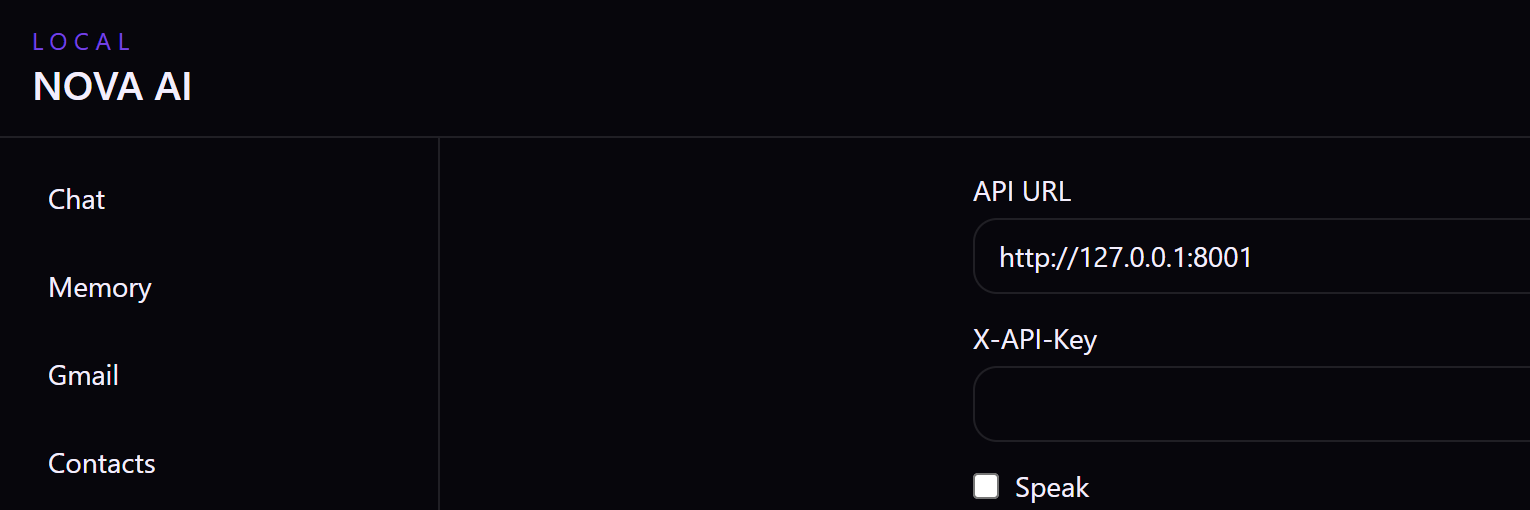 LOCAL
NOVA AI
Chat
Memory
Gmail
Contacts
API URL
http://127.0.0.1:8001
X-API-Key
Speak